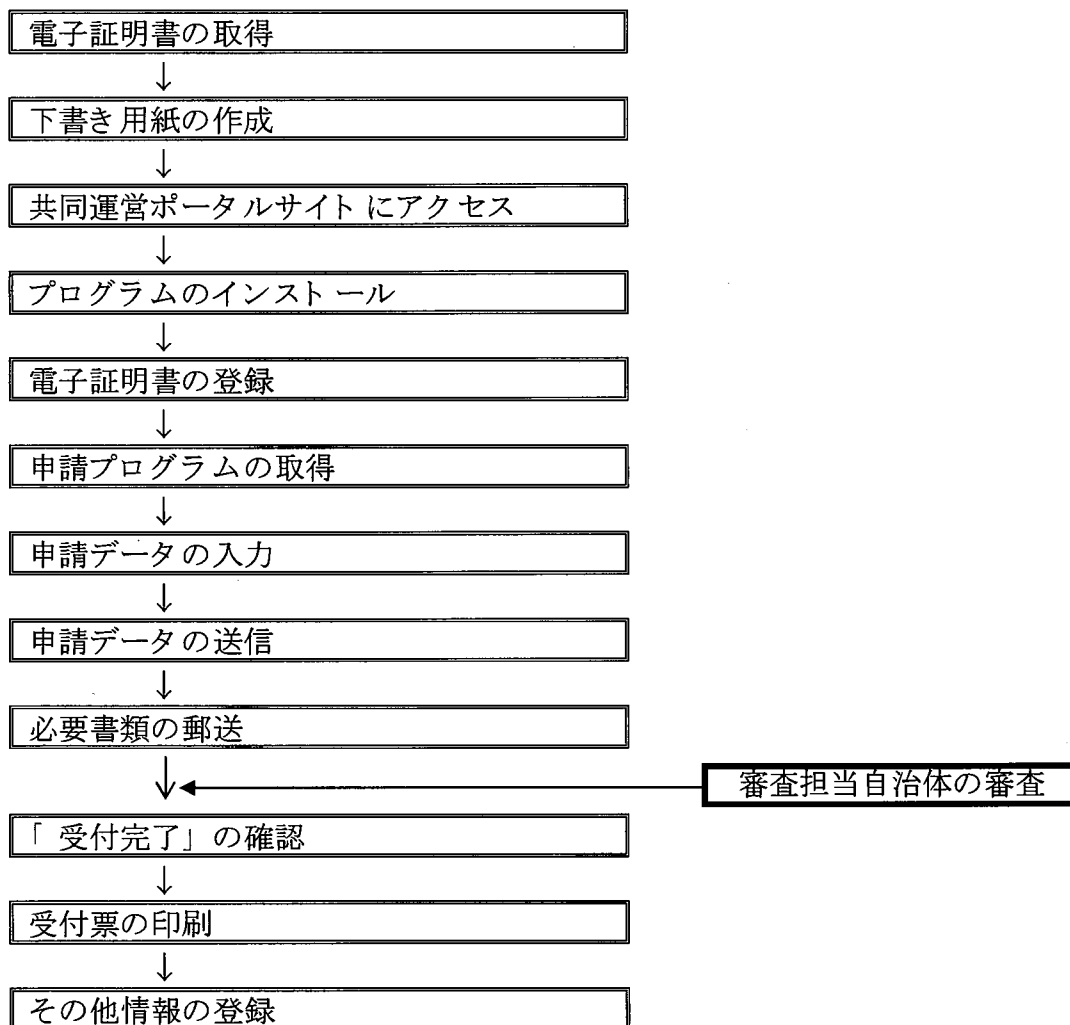 電子証明書の取得
↓
下書き用紙の作成
↓
共同運営ポータルサイトにアクセス
↓
プログラムのインストール
↓
電子証明書の登録
↓
申請プログラムの取得
↓
申請データの入力
↓
申請データの送信
↓
必要書類の郵送
↓
審査担当自治体の審査
「受付完了」の確認
↓
受付票の印刷
↓
その他情報の登録